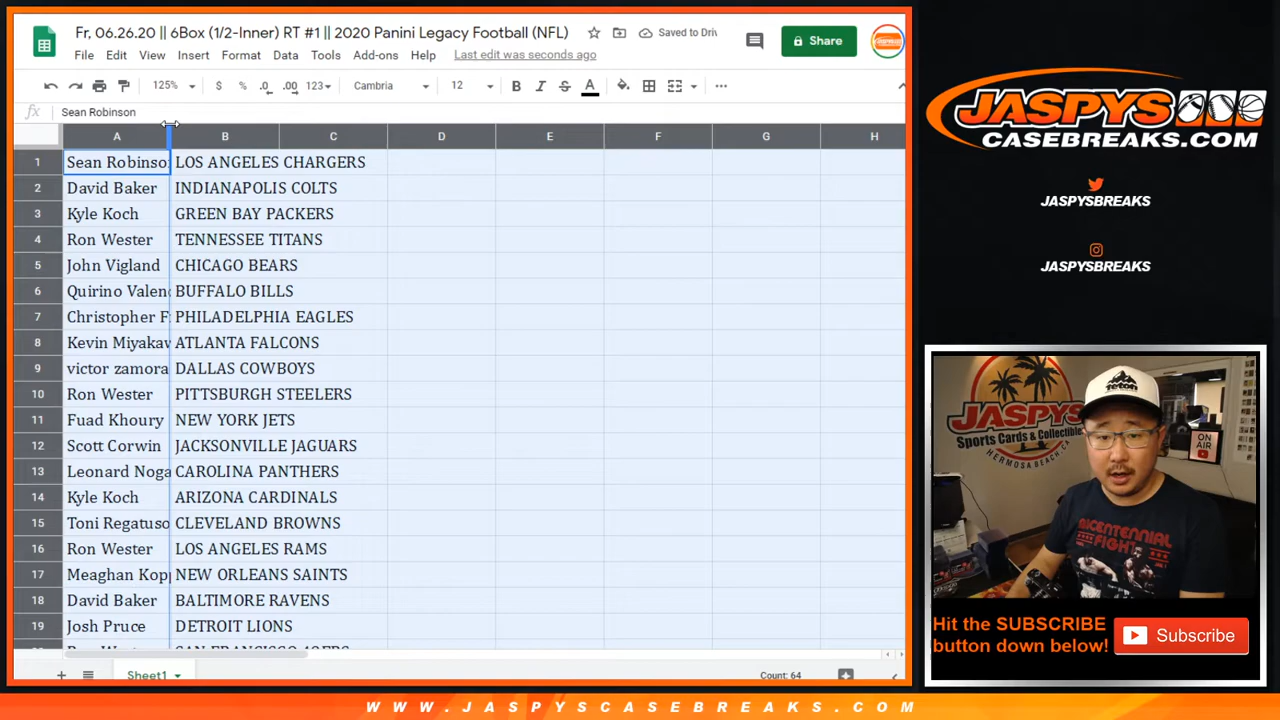 Fr, 06.26.20 || 6Box (1/2-Inner) RT #1 || 2020 Panini Legacy Football (NFL)
Saved to Driv
File Edit View Insert Format Data Tools Add-ons Help Last edit was seconds ago
Share
125% $ % .0 .00 123 Cambria 12 B I S A
fx Sean Robinson
A B C D E F G H
1 Sean Robinso LOS ANGELES CHARGERS
2 David Baker INDIANAPOLIS COLTS
3 Kyle Koch GREEN BAY PACKERS
4 Ron Wester TENNESSEE TITANS
5 John Vigland CHICAGO BEARS
6 Quirino Valen BUFFALO BILLS
7 Christopher F PHILADELPHIA EAGLES
8 Kevin Miyakaw ATLANTA FALCONS
9 victor zamora DALLAS COWBOYS
10 Ron Wester PITTSBURGH STEELERS
11 Fuad Khoury NEW YORK JETS
12 Scott Corwin JACKSONVILLE JAGUARS
13 Leonard Noga CAROLINA PANTHERS
14 Kyle Koch ARIZONA CARDINALS
15 Toni Regatuso CLEVELAND BROWNS
16 Ron Wester LOS ANGELES RAMS
17 Meaghan Kopp NEW ORLEANS SAINTS
18 David Baker BALTIMORE RAVENS
19 Josh Pruce DETROIT LIONS
Sheet1
Count: 64
JASPYS
CASEBREAKS.COM
JASPYSBREAKS
JASPYSBREAKS
JASPYS
Sports Cards & Collectible
HERMOSA BEACH, CA
ON
AIR
TETON
BICENTENNIAL
FIGHT
Hit the SUBSCRIBE
button down below!
Subscribe
WWW.JASPYSCASEBREAKS.COM